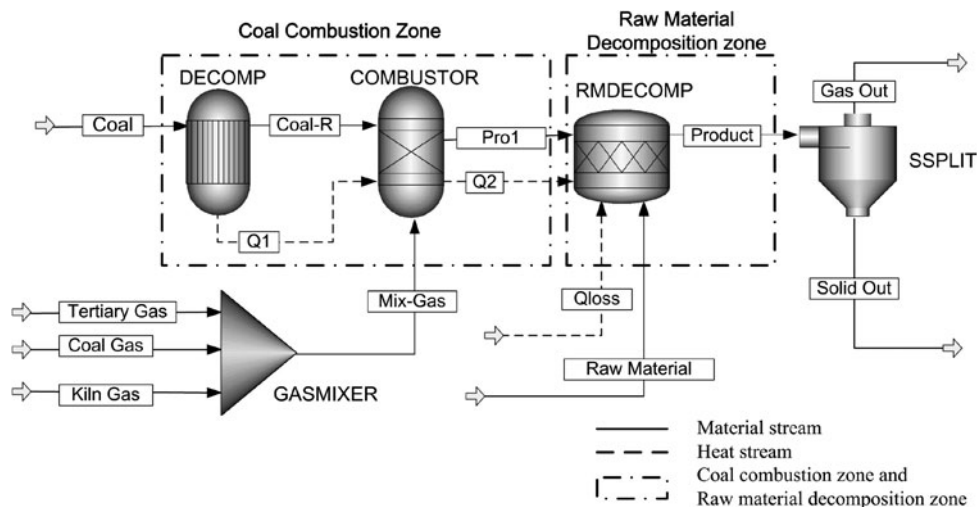 Coal Combustion Zone
Raw Material
Decomposition zone
DECOMP
COMBUSTOR
RMDECOMP
Gas Out
Coal
Coal-R
Pro1
Product
SSPLIT
Q2
Q1
Mix-Gas
Qloss
Solid Out
Tertiary Gas
Coal Gas
Kiln Gas
GASMIXER
Raw Material
Material stream
Heat stream
Coal combustion zone and
Raw material decomposition zone